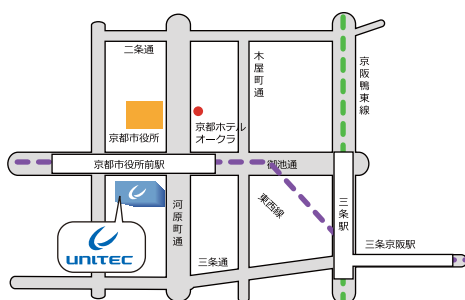 二条通
木屋町通
京阪鴨東線
京都市役所
京都ホテル
オークラ
京都市役所前駅
御池通
河原町通
東西線
三条駅
UNITEC
三条通
三条京阪駅